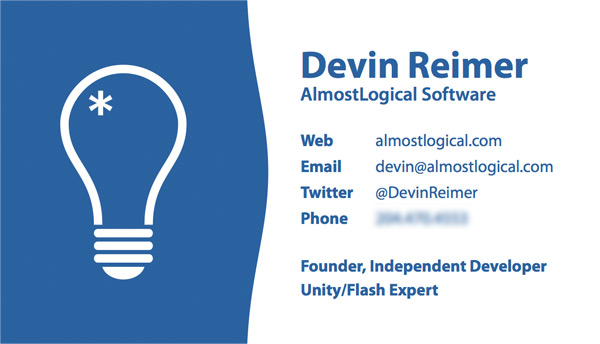 *
Devin Reimer
AlmostLogical Software
Web almostlogical.com
Email devin@almostlogical.com
Twitter @DevinReimer
Phone
Founder, Independent Developer
Unity/Flash Expert